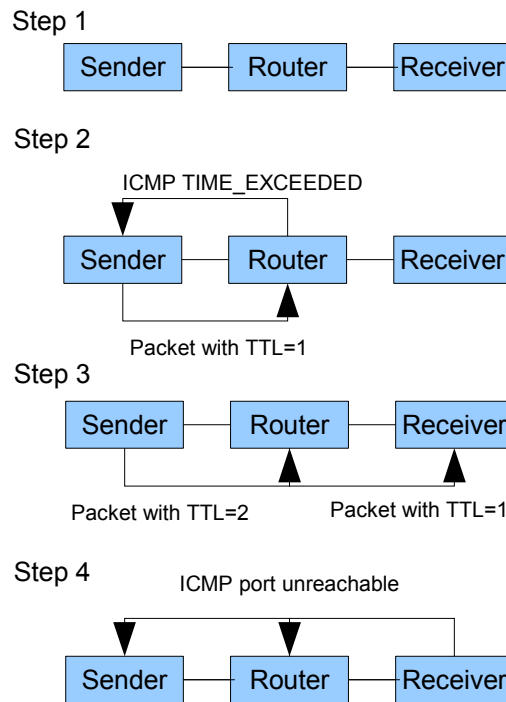 Step 1
Sender Router Receiver
Step 2
ICMP TIME_EXCEEDED
Sender Router Receiver
Packet with TTL=1
Step 3
Sender Router Receiver
Packet with TTL=2 Packet with TTL=1
Step 4
ICMP port unreachable
Sender Router Receiver